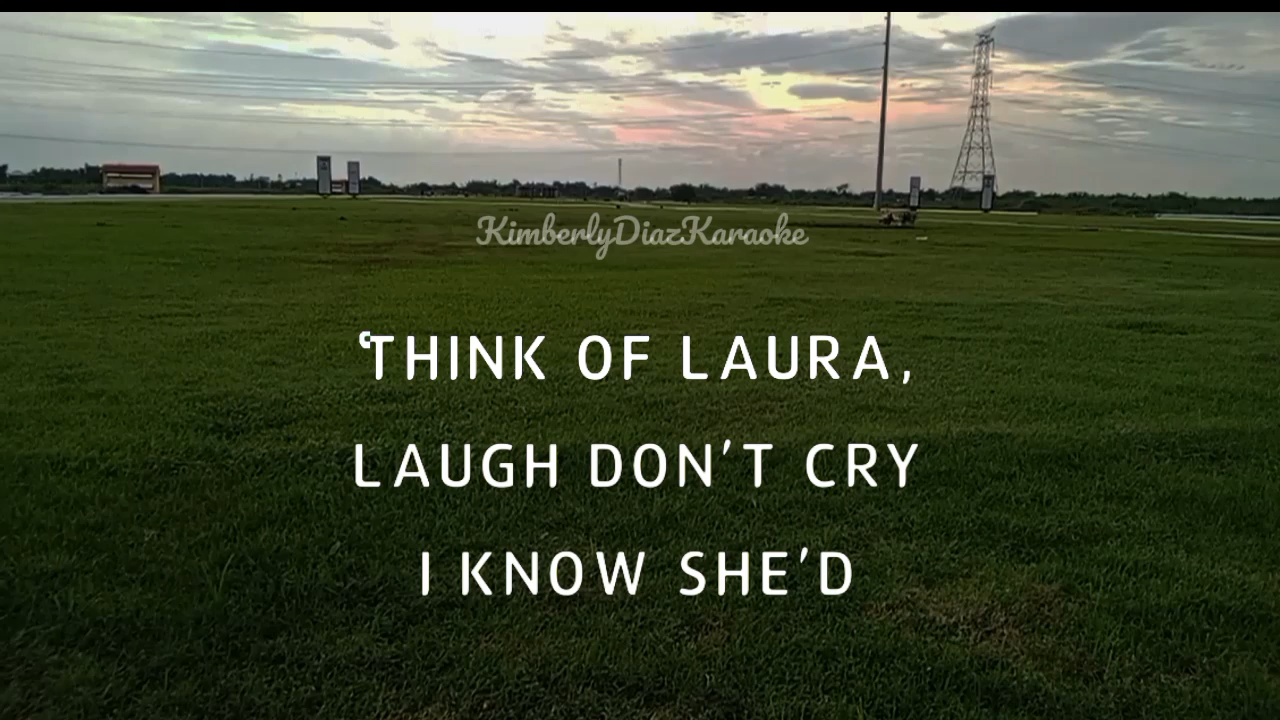 KimberlyDiazKaraoke
‘THINK OF LAURA,
LAUGH DON'T CRY
I KNOW SHE'D